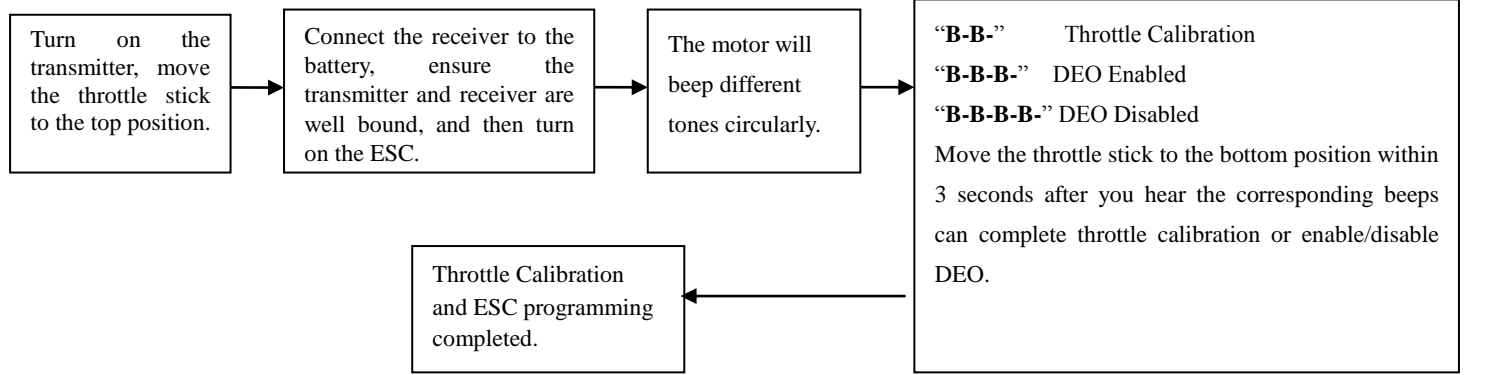 Turn on the
transmitter, move
the throttle stick
to the top position.
Connect the receiver to the
battery, ensure the
transmitter and receiver are
well bound, and then turn
on the ESC.
The motor will
beep different
tones circularly.
“B-B-” Throttle Calibration
“B-B-B-” DEO Enabled
“B-B-B-B-” DEO Disabled
Move the throttle stick to the bottom position within
3 seconds after you hear the corresponding beeps
can complete throttle calibration or enable/disable
DEO.
Throttle Calibration
and ESC programming
completed.